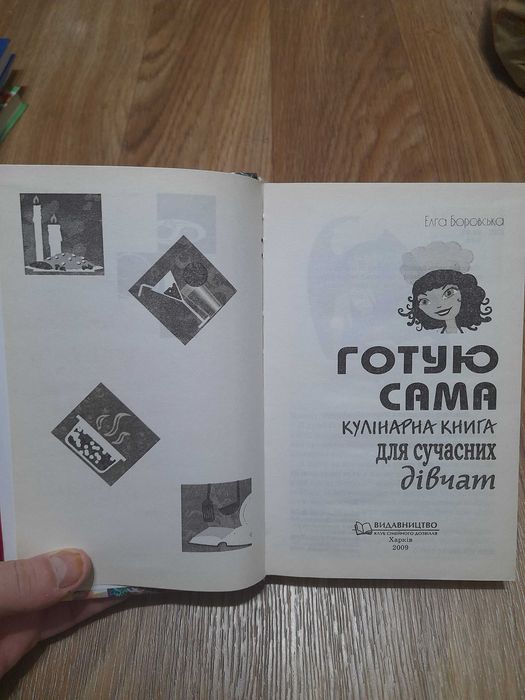 Елга Боровська
ГОТУЮ
САМА
КУЛІНАРНА КНИГА
ДЛЯ СУЧАСНИХ
дівчат
ВИДАВНИЦТВО
КЛУБ СІМЕЙНОГО ДОЗВІЛЛЯ
Харків
2009